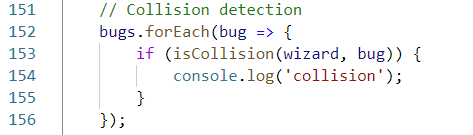 151 // Collision detection
152 bugs.forEach(bug => {
153 if (isCollision(wizard, bug)) {
154 console.log('collision');
155 }
156 });